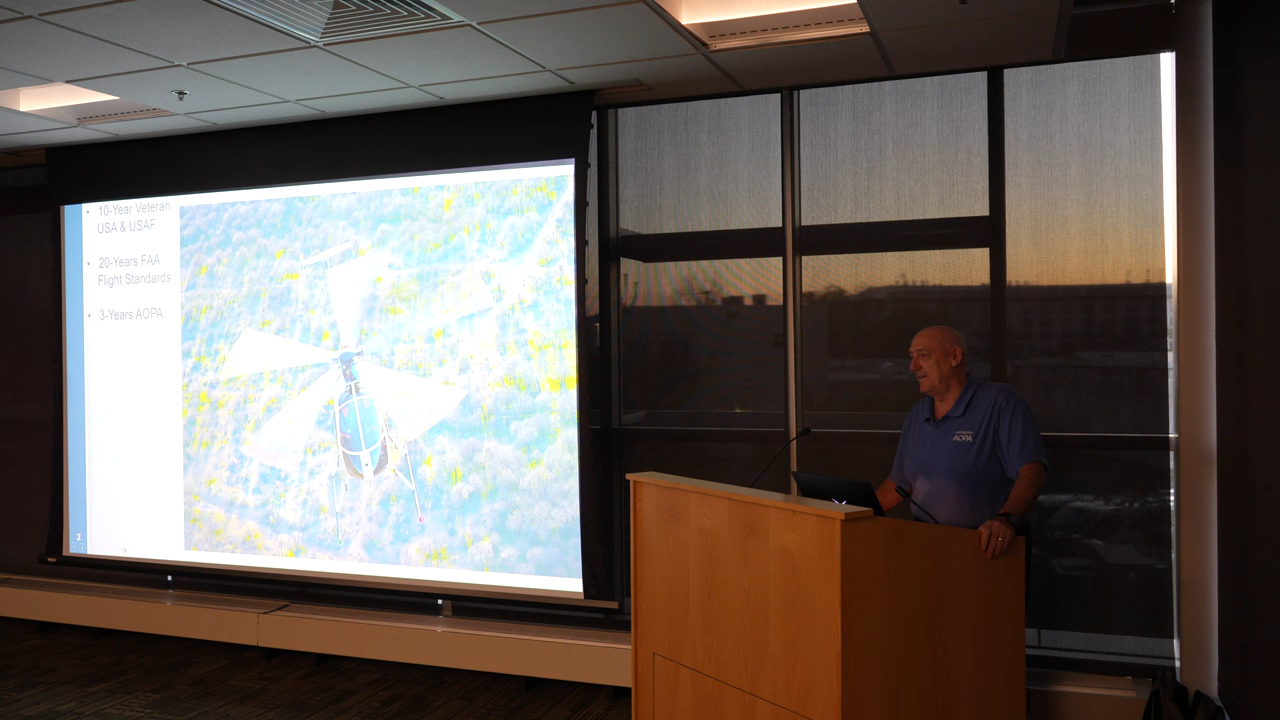 • 10-Year Veteran
USA & USAF
• 20-Years FAA
Flight Standards
• 3-Years AOPA
2
AOPA